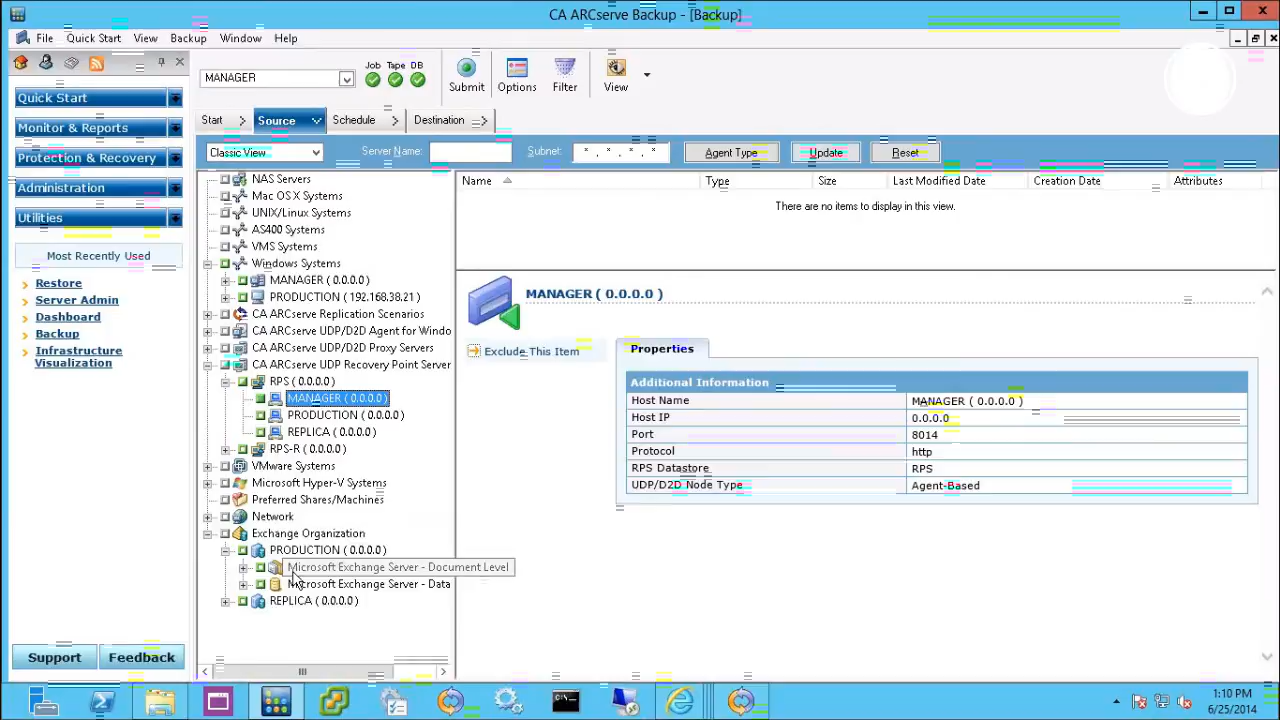 CA ARCserve Backup - [Backup]
File Quick Start View Backup Window Help
MANAGER
Job Tape DB
Submit Options Filter View
Start Source Schedule Destination
Classic View Server Name: Subnet: * . * . * . * Agent Type Update Reset
Quick Start
Monitor & Reports
Protection & Recovery
Administration
Utilities
Most Recently Used
Restore
Server Admin
Dashboard
Backup
Infrastructure
Visualization
Support Feedback
NAS Servers
Mac OS X Systems
UNIX/Linux Systems
AS400 Systems
VMS Systems
Windows Systems
MANAGER ( 0.0.0.0 )
PRODUCTION ( 192.168.38.21 )
CA ARCserve Replication Scenarios
CA ARCserve UDP/D2D Agent for Windo
CA ARCserve UDP/D2D Proxy Servers
CA ARCserve UDP Recovery Point Server
RPS ( 0.0.0.0 )
MANAGER ( 0.0.0.0 )
PRODUCTION ( 0.0.0.0 )
REPLICA ( 0.0.0.0 )
RPS-R ( 0.0.0.0 )
VMware Systems
Microsoft Hyper-V Systems
Preferred Shares/Machines
Network
Exchange Organization
PRODUCTION ( 0.0.0.0 )
Microsoft Exchange Server - Document Level
Microsoft Exchange Server - Data
REPLICA ( 0.0.0.0 )
Name Type Size Last Modified Date Creation Date Attributes
There are no items to display in this view.
MANAGER ( 0.0.0.0 )
Exclude This Item
Properties
Additional Information
Host Name MANAGER ( 0.0.0.0 )
Host IP 0.0.0.0
Port 8014
Protocol http
RPS Datastore RPS
UDP/D2D Node Type Agent-Based
1:10 PM
6/25/2014